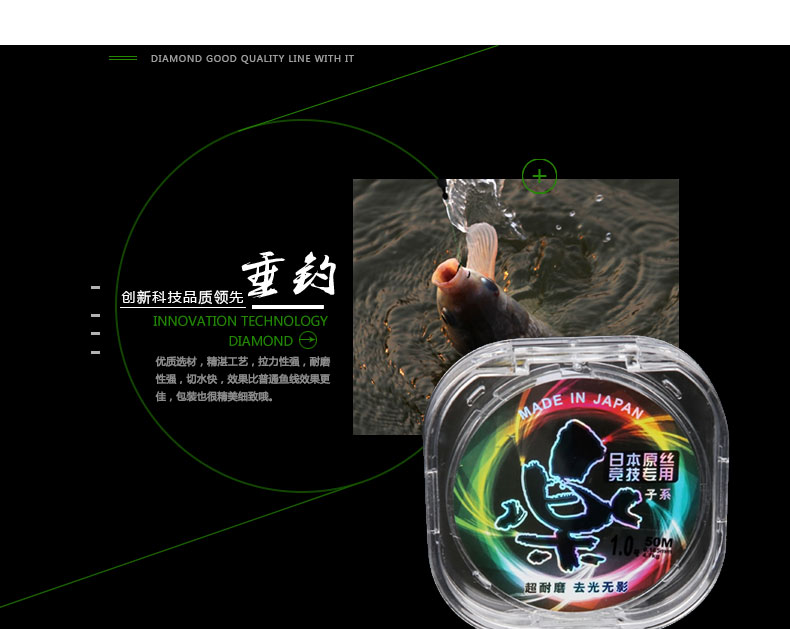 DIAMOND GOOD QUALITY LINE WITH IT
垂钓
创新科技品质领先
INNOVATION TECHNOLOGY
DIAMOND
优质选材，精湛工艺，拉力性强，耐磨
性强，切水快，效果比普通鱼线效果更
佳，包装也很精美细致哦。
MADE IN JAPAN
日本原丝
竞技专用
子系
1.0号 50M
超耐磨 去光无影